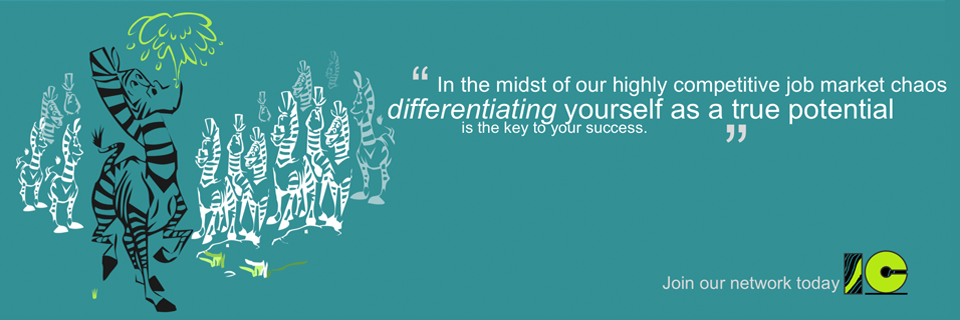 “ In the midst of our highly competitive job market chaos
differentiating yourself as a true potential
is the key to your success. ”
Join our network today